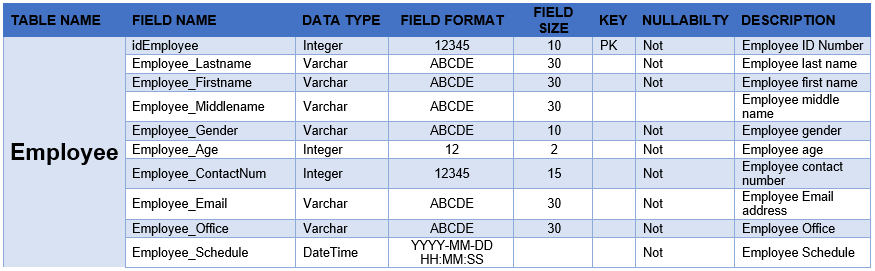 TABLE NAME FIELD NAME DATA TYPE FIELD FORMAT FIELD SIZE KEY NULLABILTY DESCRIPTION
Employee
idEmployee Integer 12345 10 PK Not Employee ID Number
Employee_Lastname Varchar ABCDE 30 Not Employee last name
Employee_Firstname Varchar ABCDE 30 Not Employee first name
Employee_Middlename Varchar ABCDE 30 Employee middle name
Employee_Gender Varchar ABCDE 10 Not Employee gender
Employee_Age Integer 12 2 Not Employee age
Employee_ContactNum Integer 12345 15 Not Employee contact number
Employee_Email Varchar ABCDE 30 Not Employee Email address
Employee_Office Varchar ABCDE 30 Not Employee Office
Employee_Schedule DateTime YYYY-MM-DD HH:MM:SS Not Employee Schedule